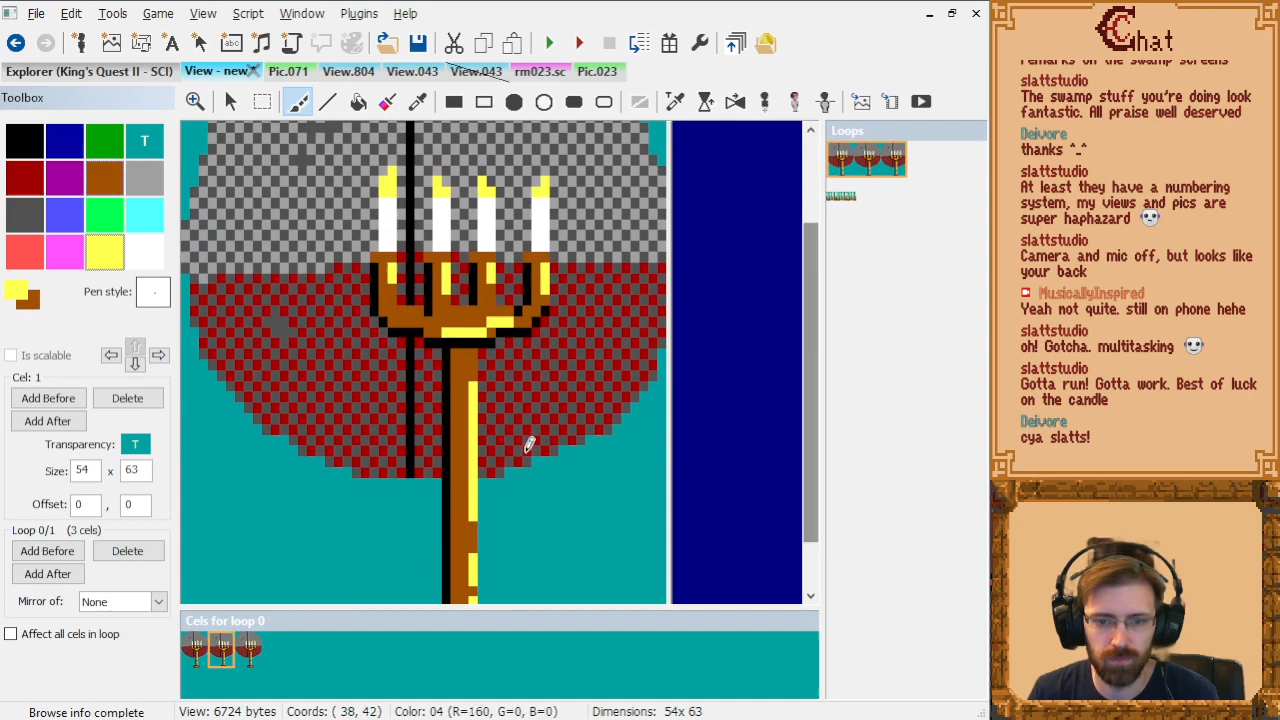 File Edit Tools Game View Script Window Plugins Help
Explorer (King's Quest II - SCI) View - new Pic.071 View.804 View.043 View.043 rm023.sc Pic.023
Toolbox
T
Pen style:
Is scalable
Cel: 1
Add Before Delete
Add After
Transparency: T
Size: 54 x 63
Offset: 0 , 0
Loop 0/1 (3 cels)
Add Before Delete
Add After
Mirror of: None
Affect all cels in loop
Loops
Cels for loop 0
Browse info complete View: 6724 bytes ( 38, 42) Color: 04 (R=160, G=0, B=0) Dimensions: 54x 63
Chat
remarks on the swamp screens
slattstudio
The swamp stuff you're doing look
fantastic. All praise well deserved
Deivore
thanks ^_^
slattstudio
At least they have a numbering
system, my views and pics are
super haphazard
slattstudio
Camera and mic off, but looks like
your back
MusicallyInspired
Yeah not quite. still on phone hehe
slattstudio
oh! Gotcha. multitasking
slattstudio
Gotta run! Gotta work. Best of luck
on the candle
Deivore
cya slatts!